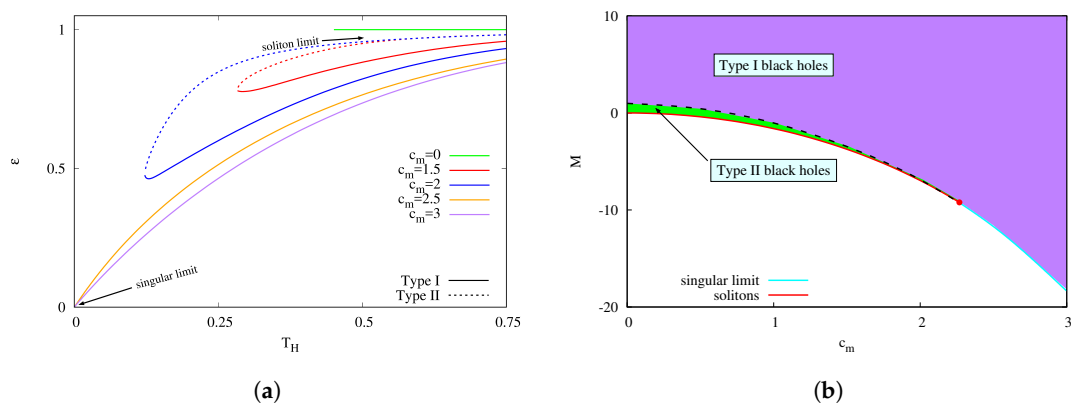 1
0.5
0
ε
0
0.25
0.5
0.75
T_H
soliton limit
singular limit
c_m=0
c_m=1.5
c_m=2
c_m=2.5
c_m=3
Type I
Type II
(a)
10
0
-10
-20
M
0
1
2
3
c_m
Type I black holes
Type II black holes
singular limit
solitons
(b)